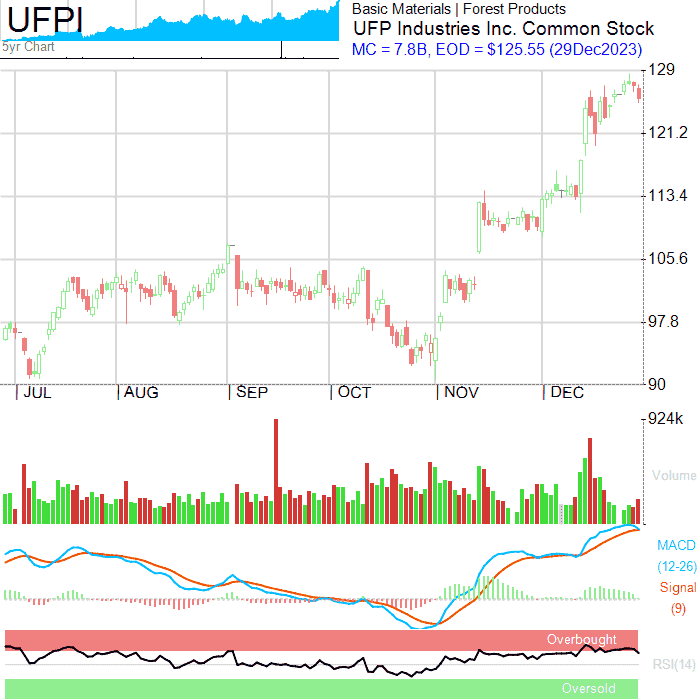 UFPI
5yr Chart
Basic Materials | Forest Products
UFP Industries Inc. Common Stock
MC = 7.8B, EOD = $125.55 (29Dec2023)
129
121.2
113.4
105.6
97.8
90
JUL AUG SEP OCT NOV DEC
924k
Volume
MACD
(12-26)
Signal
(9)
Overbought
RSI(14)
Oversold